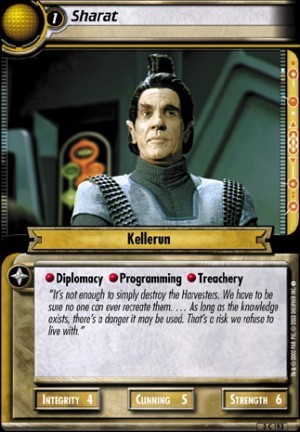 1 Sharat
Kellerun
Diplomacy Programming Treachery
"It's not enough to simply destroy the Harvesters. We have to be
sure no one can ever recreate them. ... As long as the knowledge
exists, there's a danger it may be used. That's a risk we refuse to
live with."
INTEGRITY 4 CUNNING 5 STRENGTH 6